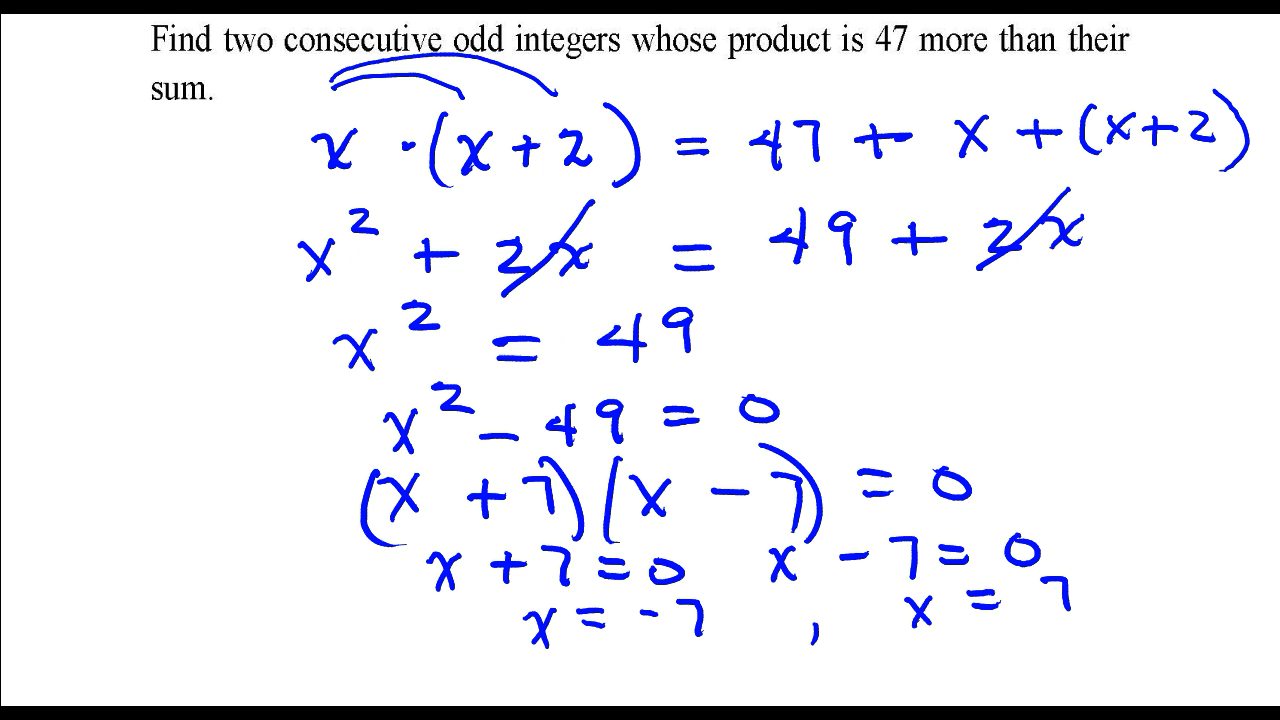 Find two consecutive odd integers whose product is 47 more than their
sum.
x · (x + 2) = 47 + x + (x + 2)
x² + 2x = 49 + 2x
x² = 49
x² - 49 = 0
(x + 7)(x - 7) = 0
x + 7 = 0 x - 7 = 0
x = -7 , x = 7